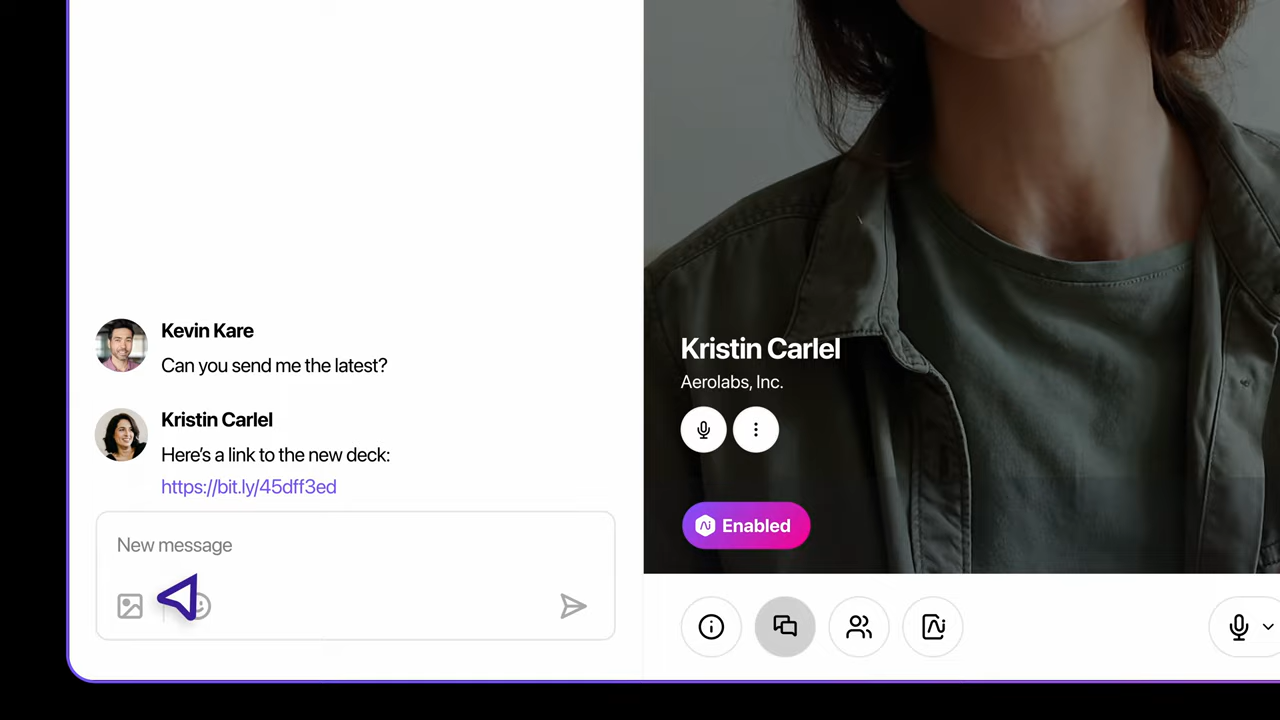 Kevin Kare
Can you send me the latest?
Kristin Carlel
Here's a link to the new deck:
https://bit.ly/45dff3ed
New message
Kristin Carlel
Aerolabs, Inc.
Enabled